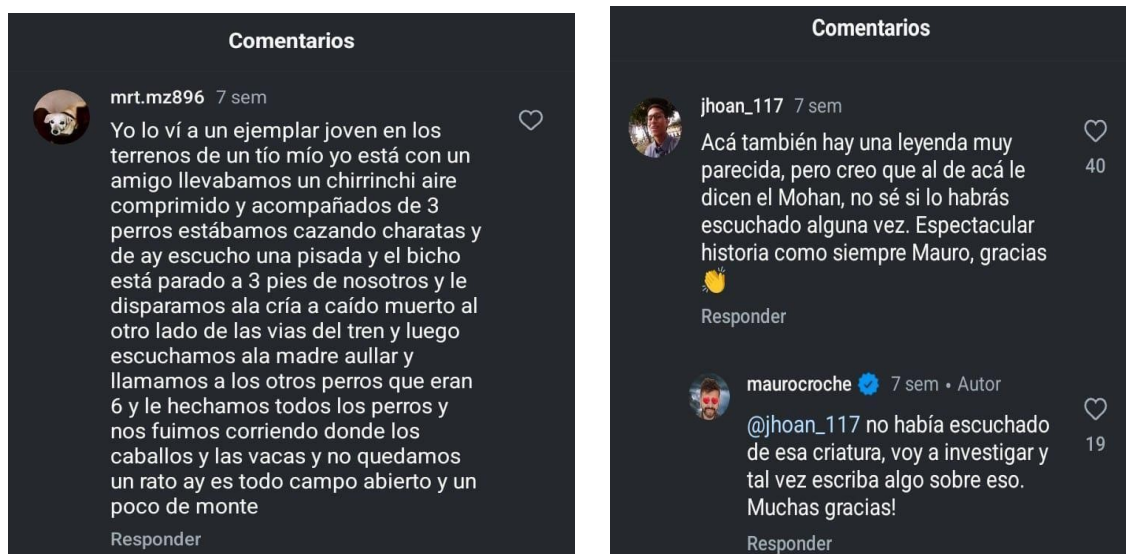 Comentarios
mrt.mz896 7 sem
Yo lo ví a un ejemplar joven en los
terrenos de un tío mío yo está con un
amigo llevabamos un chirrinchi aire
comprimido y acompañados de 3
perros estábamos cazando charatas y
de ay escucho una pisada y el bicho
está parado a 3 pies de nosotros y le
disparamos ala cría a caído muerto al
otro lado de las vias del tren y luego
escuchamos ala madre aullar y
llamamos a los otros perros que eran
6 y le hechamos todos los perros y
nos fuimos corriendo donde los
caballos y las vacas y no quedamos
un rato ay es todo campo abierto y un
poco de monte
Responder
Comentarios
jhoan_117 7 sem
Acá también hay una leyenda muy
parecida, pero creo que al de acá le
dicen el Mohan, no sé si lo habrás
escuchado alguna vez. Espectacular
historia como siempre Mauro, gracias
👏
40
Responder
maurocroche 7 sem • Autor
@jhoan_117 no había escuchado
de esa criatura, voy a investigar y
tal vez escriba algo sobre eso.
Muchas gracias!
19
Responder